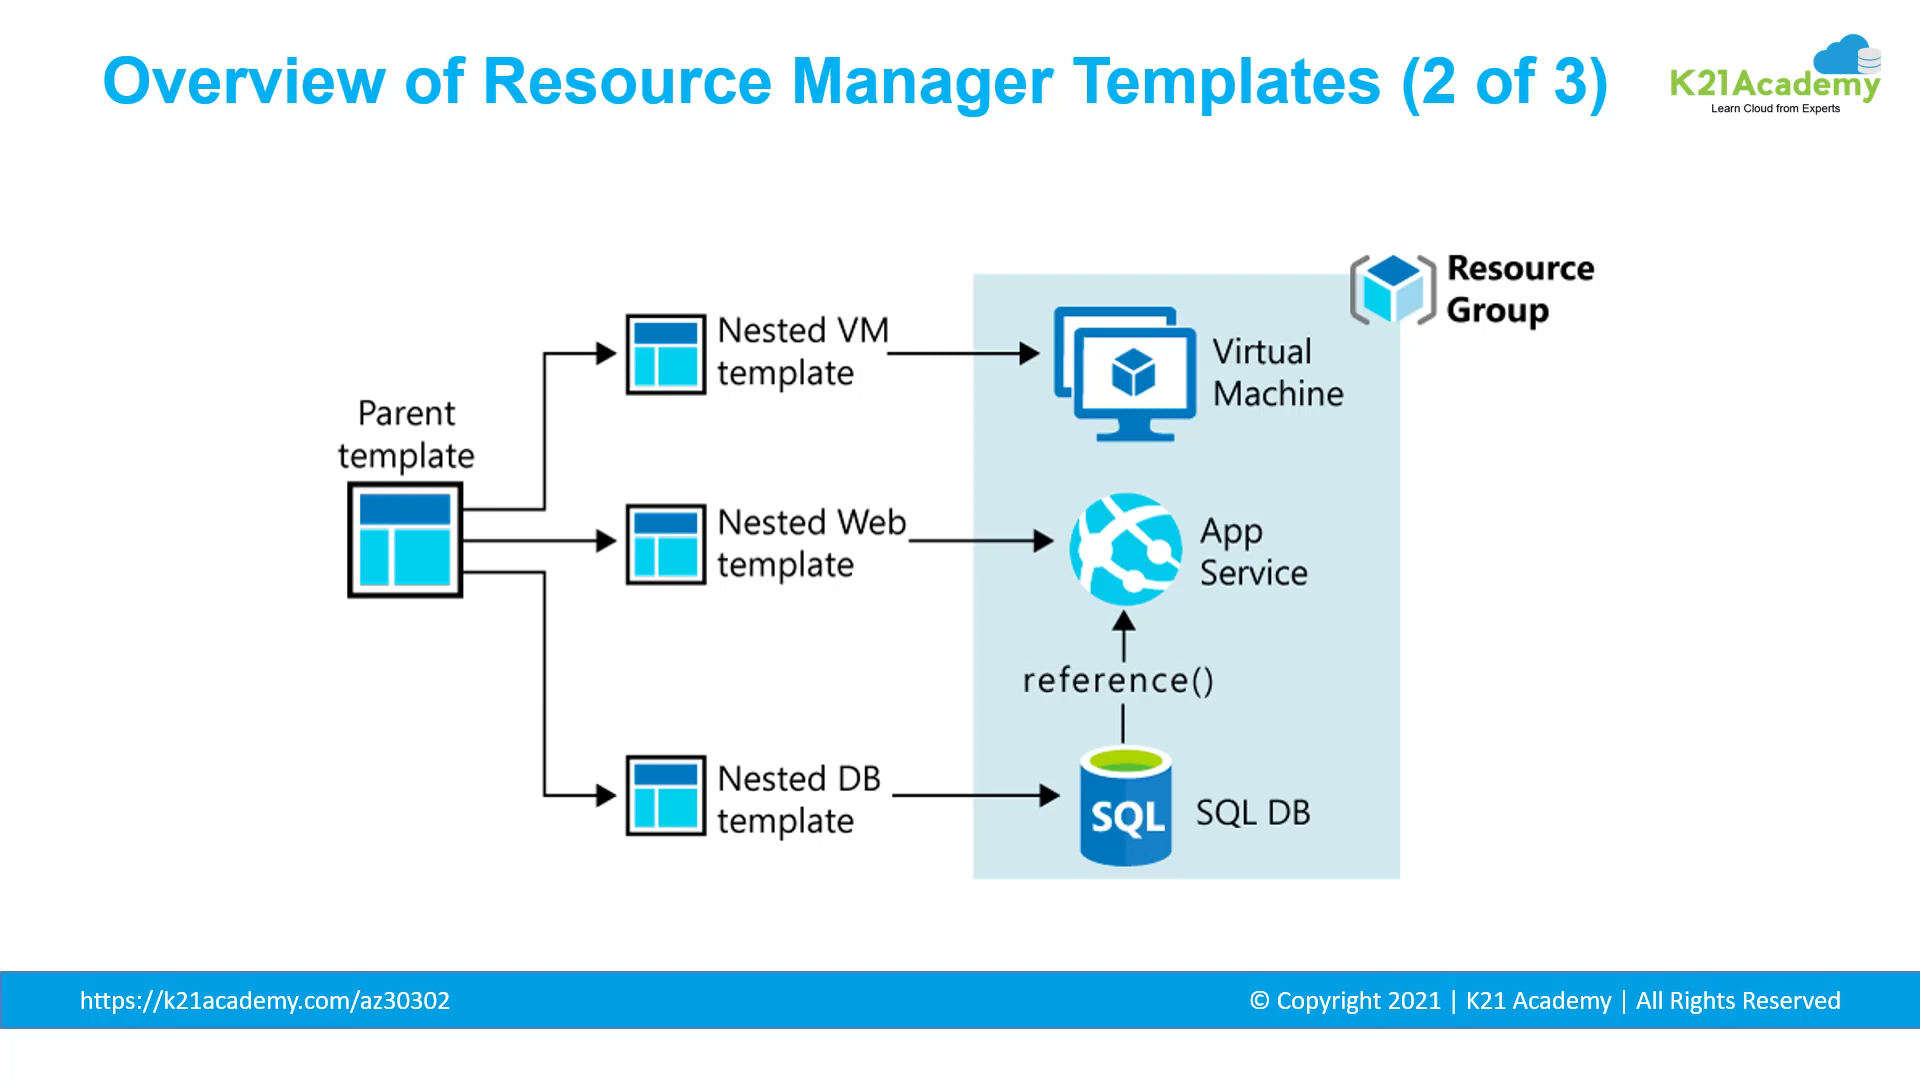 Overview of Resource Manager Templates (2 of 3)
K21Academy
Learn Cloud from Experts
Resource
Group
Nested VM
template
Virtual
Machine
Parent
template
Nested Web
template
App
Service
reference()
Nested DB
template
SQL
SQL DB
https://k21academy.com/az30302
© Copyright 2021 | K21 Academy | All Rights Reserved